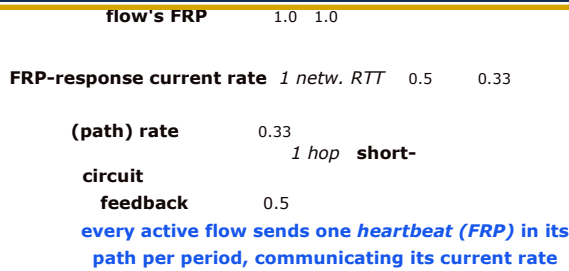 flow's FRP 1.0 1.0
FRP-response current rate 1 netw. RTT 0.5 0.33
(path) rate 0.33
1 hop short-
circuit
feedback 0.5
every active flow sends one heartbeat (FRP) in its
path per period, communicating its current rate